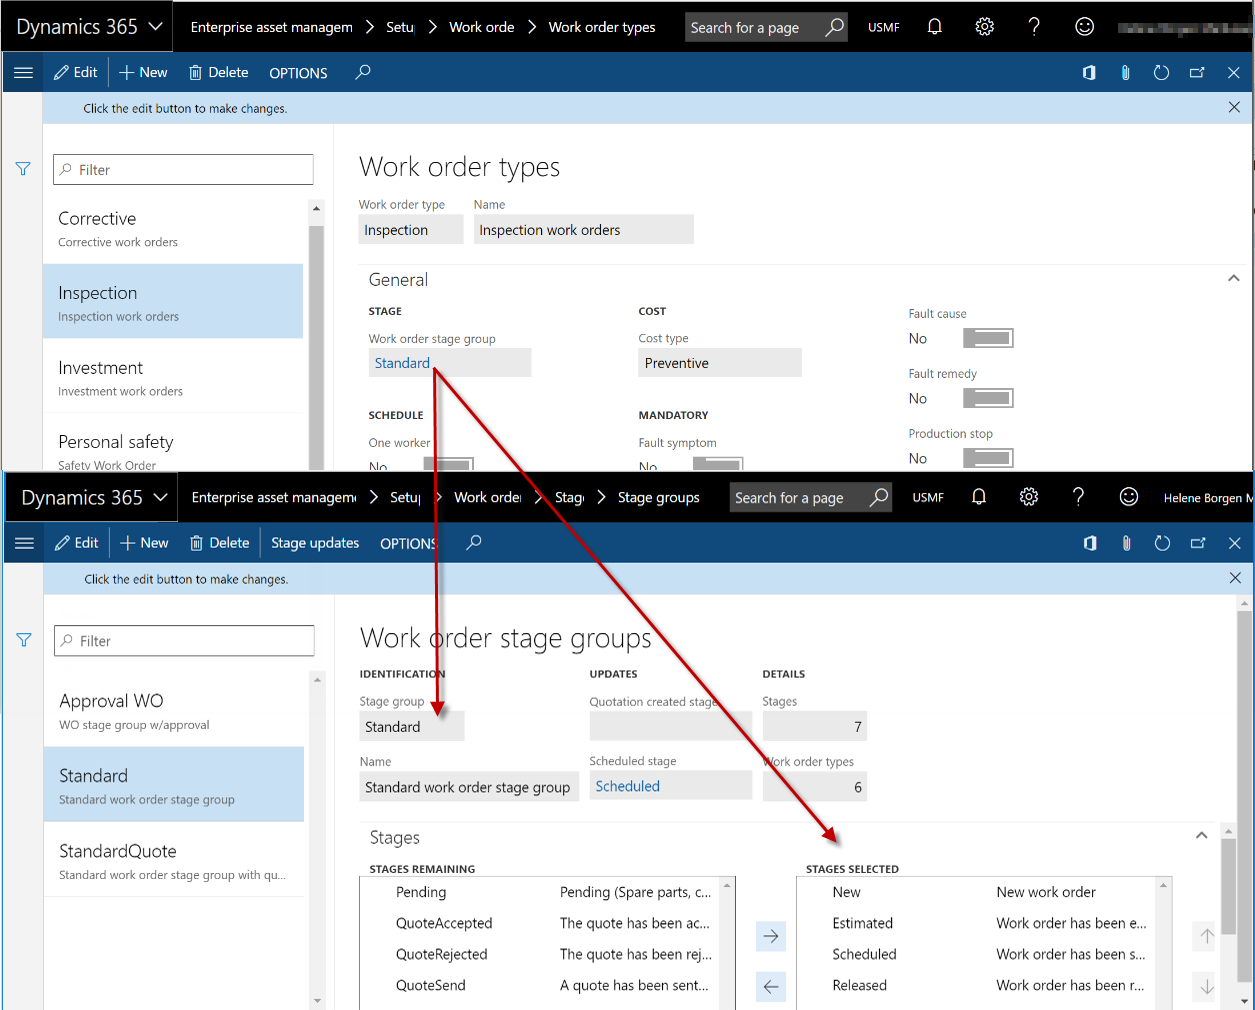 Dynamics 365 Enterprise asset managem Setu Work orde Work order types Search for a page USMF
Edit New Delete OPTIONS
Click the edit button to make changes.
Filter
Corrective
Corrective work orders
Inspection
Inspection work orders
Investment
Investment work orders
Personal safety
Safety Work Order
Work order types
Work order type Name
Inspection Inspection work orders
General
STAGE
Work order stage group
Standard
SCHEDULE
One worker
No
COST
Cost type
Preventive
MANDATORY
Fault symptom
No
Fault cause
No
Fault remedy
No
Production stop
No
Dynamics 365 Enterprise asset manageme Setu Work order Stag Stage groups Search for a page USMF Helene Borgen M
Edit New Delete Stage updates OPTIONS
Click the edit button to make changes.
Filter
Approval WO
WO stage group w/approval
Standard
Standard work order stage group
StandardQuote
Standard work order stage group with qu...
Work order stage groups
IDENTIFICATION
Stage group
Standard
Name
Standard work order stage group
UPDATES
Quotation created stage
Scheduled stage
Scheduled
DETAILS
Stages
7
Work order types
6
Stages
STAGES REMAINING
Pending Pending (Spare parts, c...
QuoteAccepted The quote has been ac...
QuoteRejected The quote has been rej...
QuoteSend A quote has been sent...
STAGES SELECTED
New New work order
Estimated Work order has been e...
Scheduled Work order has been s...
Released Work order has been r...